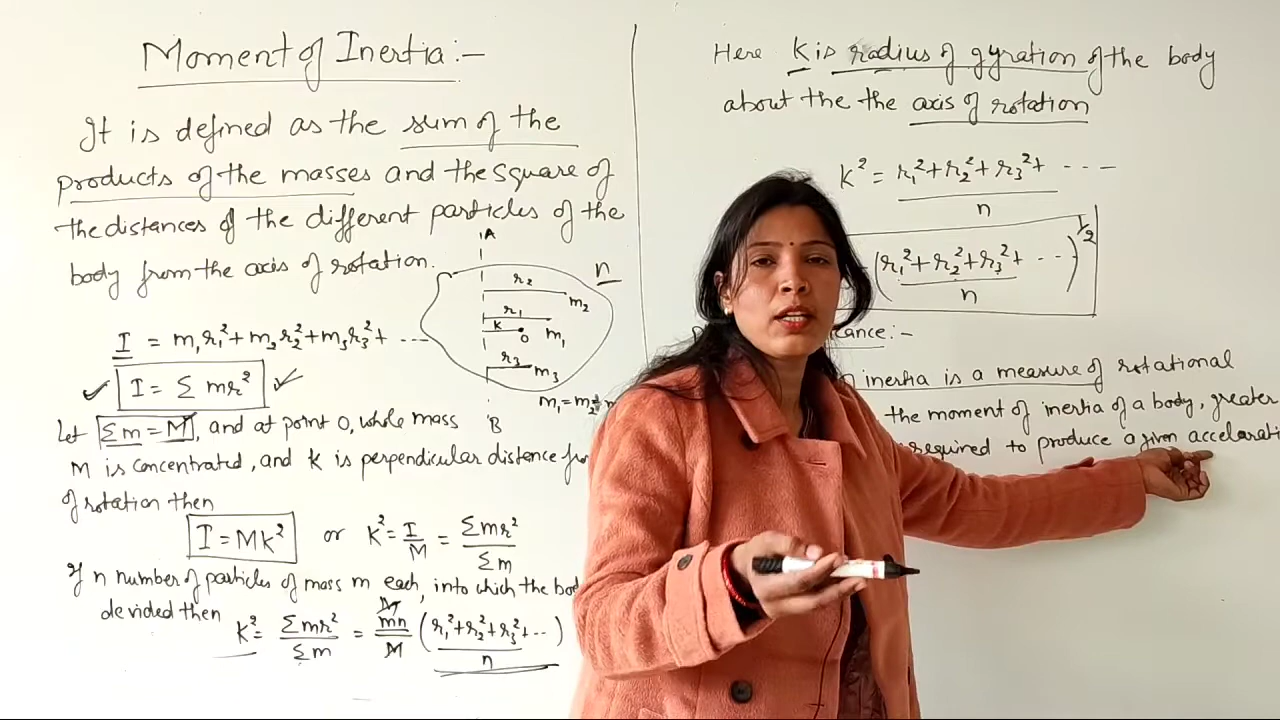 Moment of Inertia:-
It is defined as the sum of the
products of the masses and the square of
the distances of the different particles of the
body from the axis of rotation.
I = m₁r₁²+m₂r₂²+m₃r₃²+ ---
I = Σ mr²
Let Σm = M, and at point O, whole mass
M is concentrated, and K is perpendicular distance
of rotation then
I = MK² or K² = I/M = Σmr²/Σm
If n number of particles of mass m each, into which the
devided then
K² = Σmr²/Σm = mn/M (r₁²+r₂²+r₃²+--)/n
A
n
r₂
m₂
r₁
m₁
K
O
r₃
m₃
B
m₁=m₂=
Here K is radius of gyration of the body
about the the axis of rotation
K² = r₁²+r₂²+r₃²+ ---- / n
(r₁²+r₂²+r₃²+ --- / n)^1/2
:-
inertia is a measure of rotational
the moment of inertia of a body, greater
required to produce a given